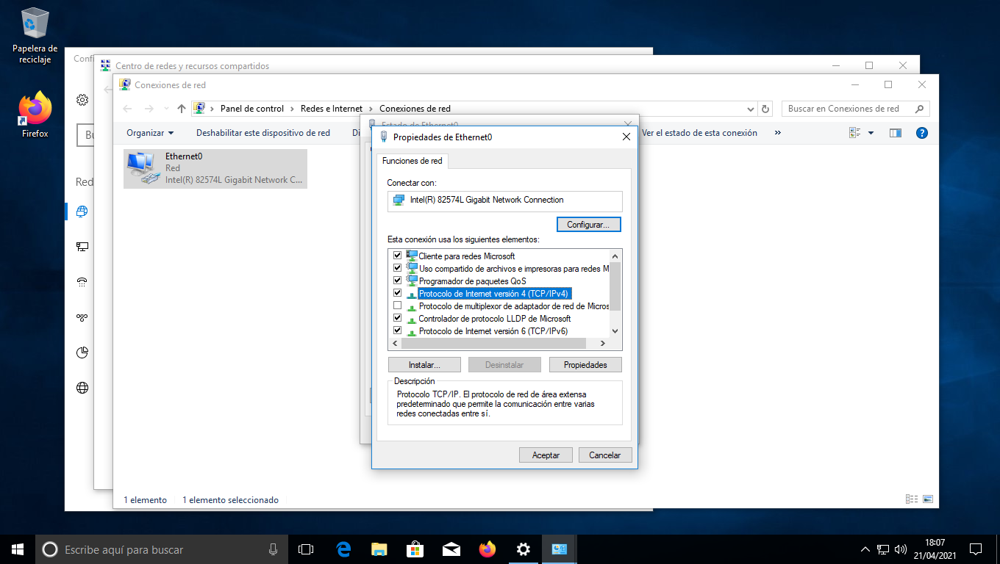 Papelera de
reciclaje
Firefox
Conf
Centro de redes y recursos compartidos
Conexiones de red
Panel de control
Redes e Internet
Conexiones de red
Buscar en Conexiones de red
Organizar
Deshabilitar este dispositivo de red
Di
Ver el estado de esta conexión
»
Bu
Red
Ethernet0
Red
Intel(R) 82574L Gigabit Network C...
Estado de Ethernet0
Propiedades de Ethernet0
Funciones de red
Conectar con:
Intel(R) 82574L Gigabit Network Connection
Configurar...
Esta conexión usa los siguientes elementos:
Cliente para redes Microsoft
Uso compartido de archivos e impresoras para redes M
Programador de paquetes QoS
Protocolo de Internet versión 4 (TCP/IPv4)
Protocolo de multiplexor de adaptador de red de Micros
Controlador de protocolo LLDP de Microsoft
Protocolo de Internet versión 6 (TCP/IPv6)
Instalar...
Desinstalar
Propiedades
Descripción
Protocolo TCP/IP. El protocolo de red de área extensa
predeterminado que permite la comunicación entre varias
redes conectadas entre sí.
Aceptar
Cancelar
1 elemento
1 elemento seleccionado
Escribe aquí para buscar
18:07
21/04/2021